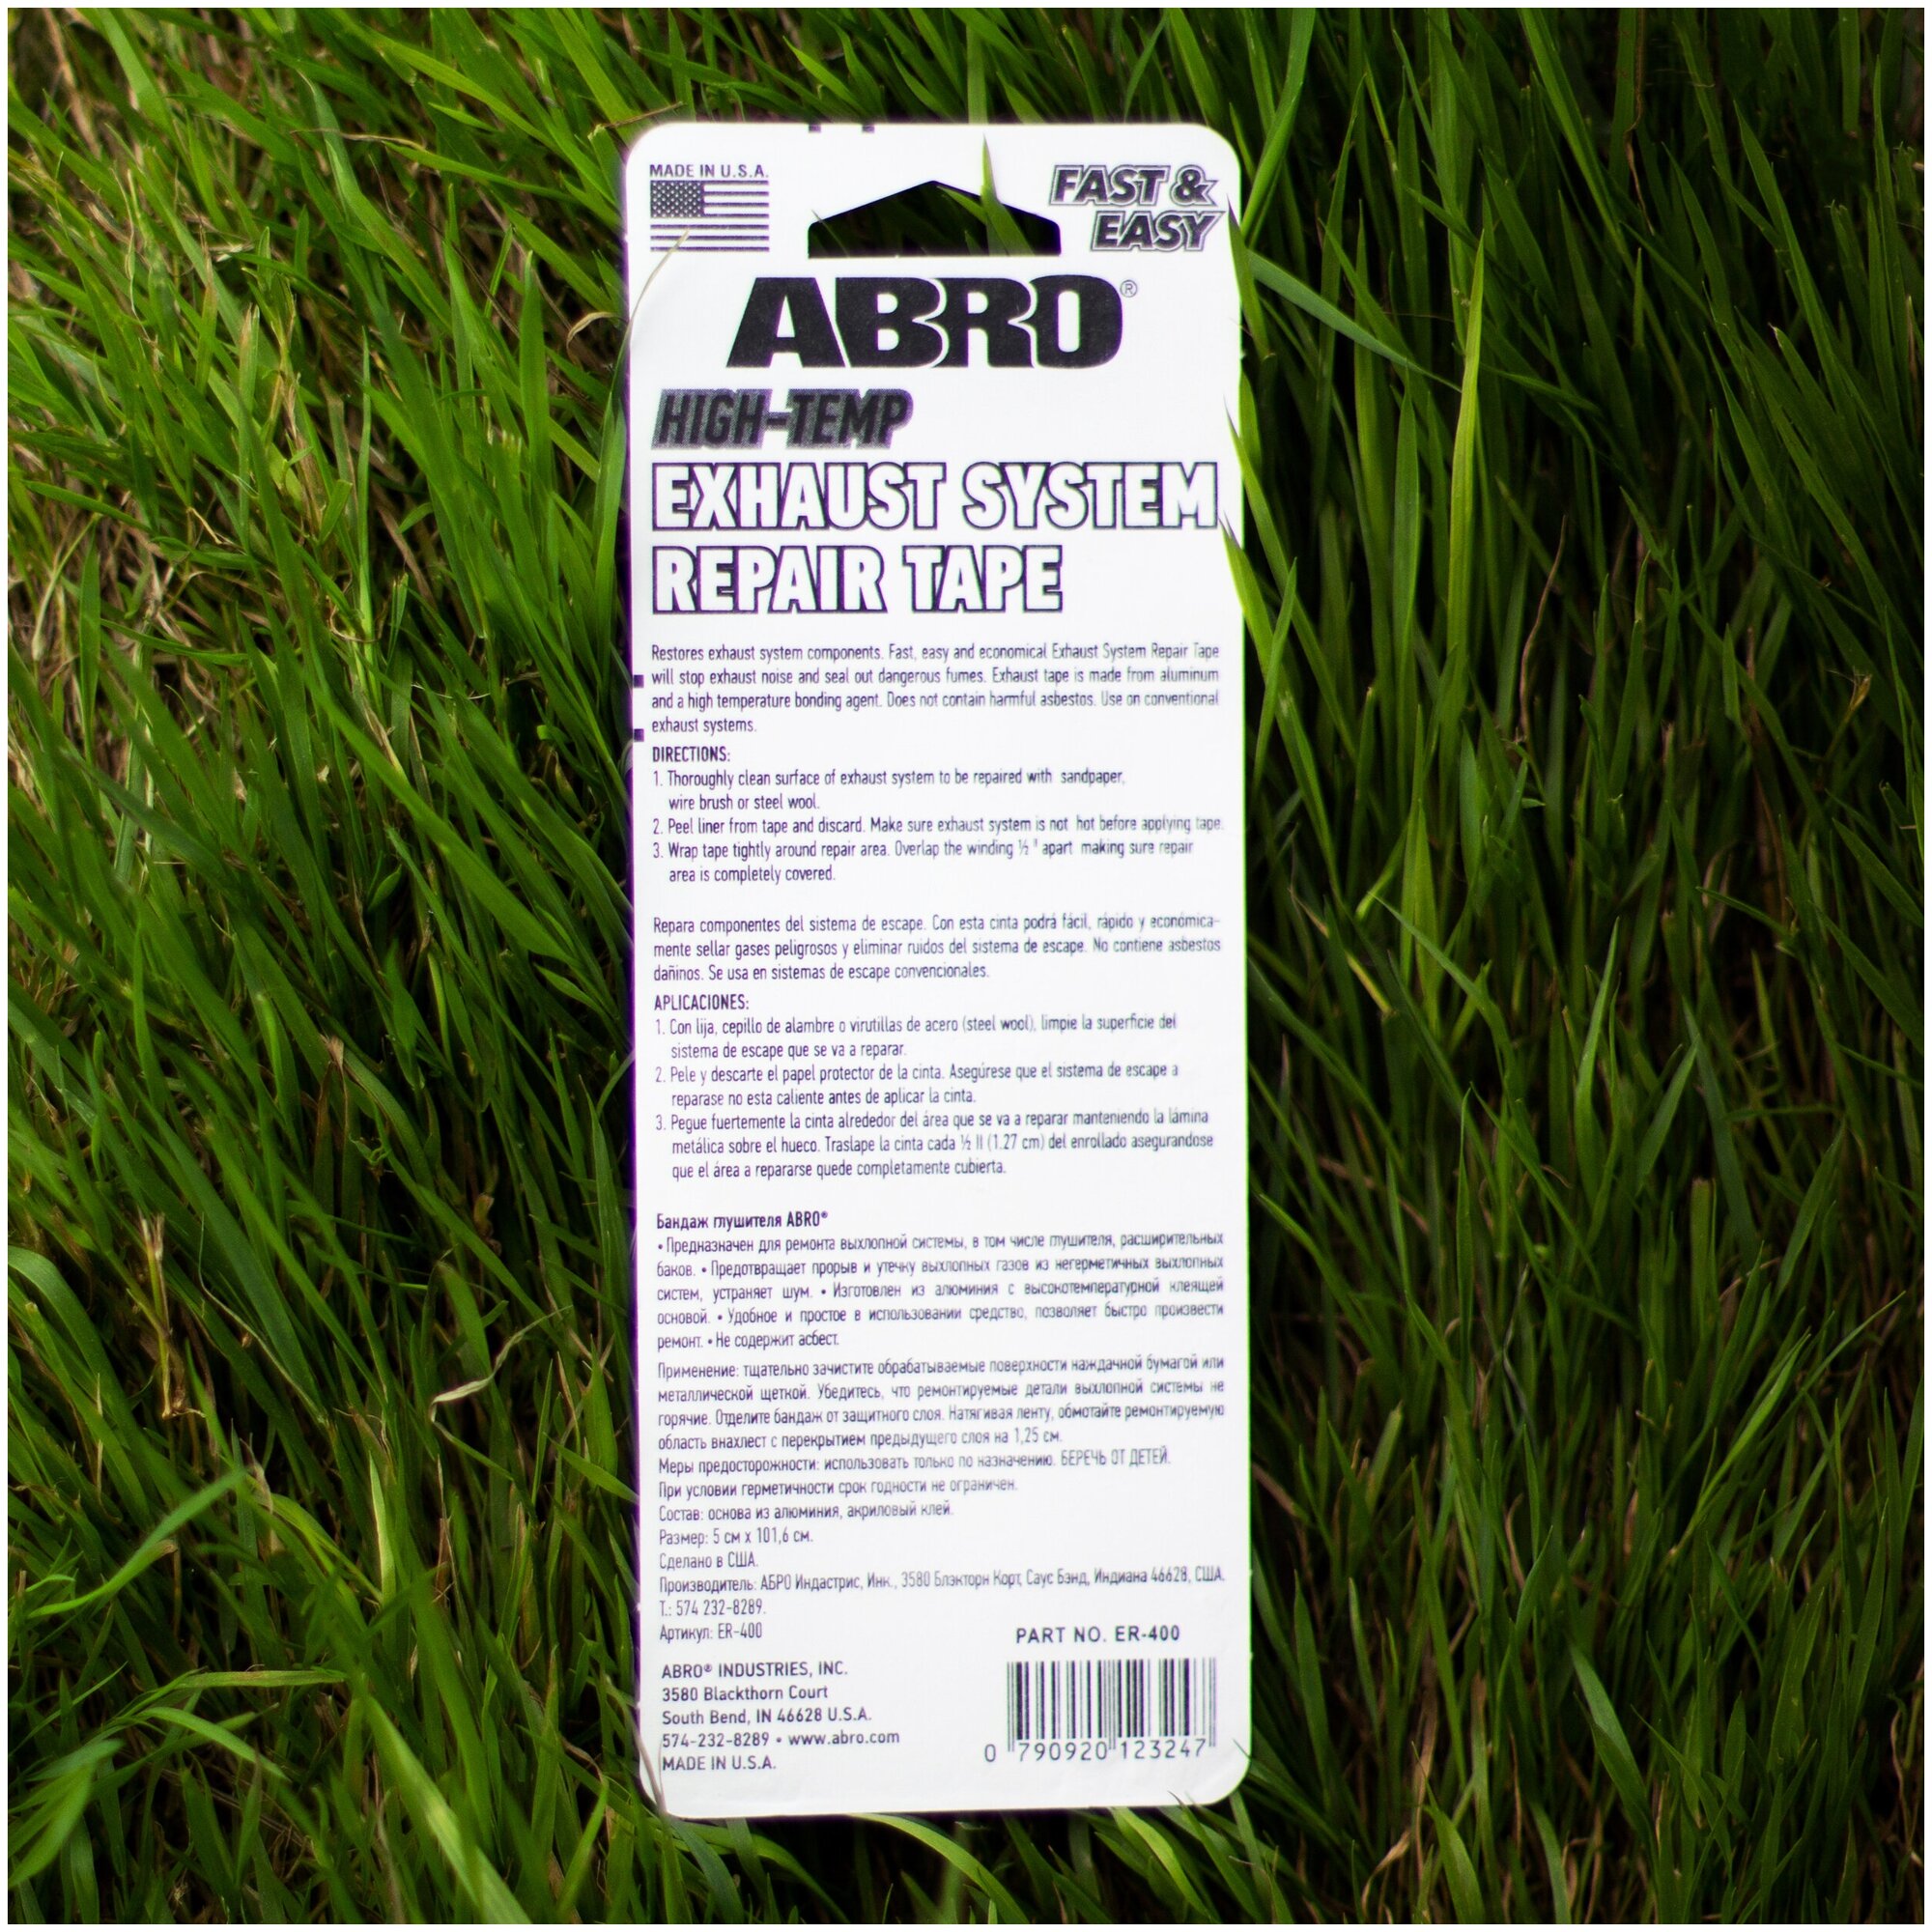 MADE IN U.S.A.
FAST &
EASY
ABRO®
HIGH-TEMP
EXHAUST SYSTEM
REPAIR TAPE
Restores exhaust system components. Fast, easy and economical Exhaust System Repair Tape
will stop exhaust noise and seal out dangerous fumes. Exhaust tape is made from aluminum
and a high temperature bonding agent. Does not contain harmful asbestos. Use on conventional
exhaust systems.
DIRECTIONS:
1. Thoroughly clean surface of exhaust system to be repaired with sandpaper,
wire brush or steel wool.
2. Peel liner from tape and discard. Make sure exhaust system is not hot before applying tape.
3. Wrap tape tightly around repair area. Overlap the winding ½ " apart making sure repair
area is completely covered.
Repara componentes del sistema de escape. Con esta cinta podrá fácil, rápido y económica-
mente sellar gases peligrosos y eliminar ruidos del sistema de escape. No contiene asbestos
dañinos. Se usa en sistemas de escape convencionales.
APLICACIONES:
1. Con lija, cepillo de alambre o virutillas de acero (steel wool), limpie la superficie del
sistema de escape que se va a reparar.
2. Pele y descarte el papel protector de la cinta. Asegúrese que el sistema de escape a
reparase no esta caliente antes de aplicar la cinta.
3. Pegue fuertemente la cinta alrededor del área que se va a reparar manteniendo la lámina
metálica sobre el hueco. Traslape la cinta cada ½ II (1.27 cm) del enrollado asegurandose
que el área a repararse quede completamente cubierta.
Бандаж глушителя ABRO®
• Предназначен для ремонта выхлопной системы, в том числе глушителя, расширительных
баков. • Предотвращает прорыв и утечку выхлопных газов из негерметичных выхлопных
систем, устраняет шум. • Изготовлен из алюминия с высокотемпературной клеящей
основой. • Удобное и простое в использовании средство, позволяет быстро произвести
ремонт. • Не содержит асбест.
Применение: тщательно зачистите обрабатываемые поверхности наждачной бумагой или
металлической щеткой. Убедитесь, что ремонтируемые детали выхлопной системы не
горячие. Отделите бандаж от защитного слоя. Натягивая ленту, обмотайте ремонтируемую
область внахлест с перекрытием предыдущего слоя на 1,25 см.
Меры предосторожности: использовать только по назначению. БЕРЕЧЬ ОТ ДЕТЕЙ.
При условии герметичности срок годности не ограничен.
Состав: основа из алюминия, акриловый клей.
Размер: 5 см х 101,6 см.
Сделано в США.
Производитель: АБРО Индастрис, Инк., 3580 Блэкторн Корт, Саус Бэнд, Индиана 46628, США.
Т.: 574 232-8289.
Артикул: ER-400
PART NO. ER-400
ABRO® INDUSTRIES, INC.
3580 Blackthorn Court
South Bend, IN 46628 U.S.A.
574-232-8289 • www.abro.com
MADE IN U.S.A.
0 790920 123247